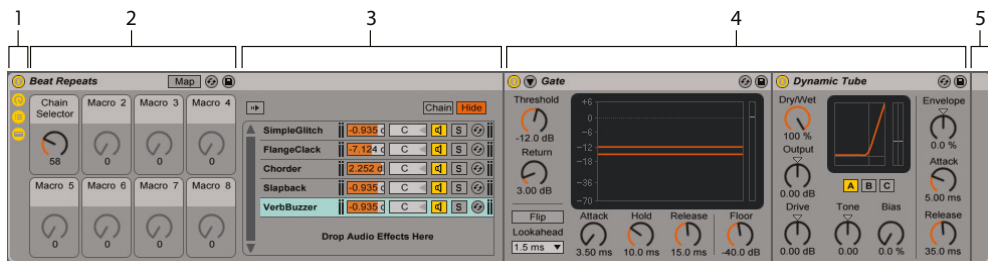 1 2 3 4 5
Beat Repeats Map
Chain Selector Macro 2 Macro 3 Macro 4
58 0 0 0
Macro 5 Macro 6 Macro 7 Macro 8
0 0 0 0
Chain Hide
SimpleGlitch -0.935 d C S
FlangeClack -7.124 d C S
Chorder 2.252 d C S
Slapback -0.935 d C S
VerbBuzzer -0.935 d C S
Drop Audio Effects Here
Gate
Threshold
-12.0 dB
Return
3.00 dB
Flip
Lookahead
1.5 ms
+6
-0
-6
-12
-18
-36
-70
Attack Hold Release Floor
3.50 ms 10.0 ms 15.0 ms -40.0 dB
Dynamic Tube
Dry/Wet
100 %
Output
0.00 dB
A B C
Drive Tone Bias
0.00 dB 0.00 0.0 %
Envelope
0.0 %
Attack
5.00 ms
Release
35.0 ms